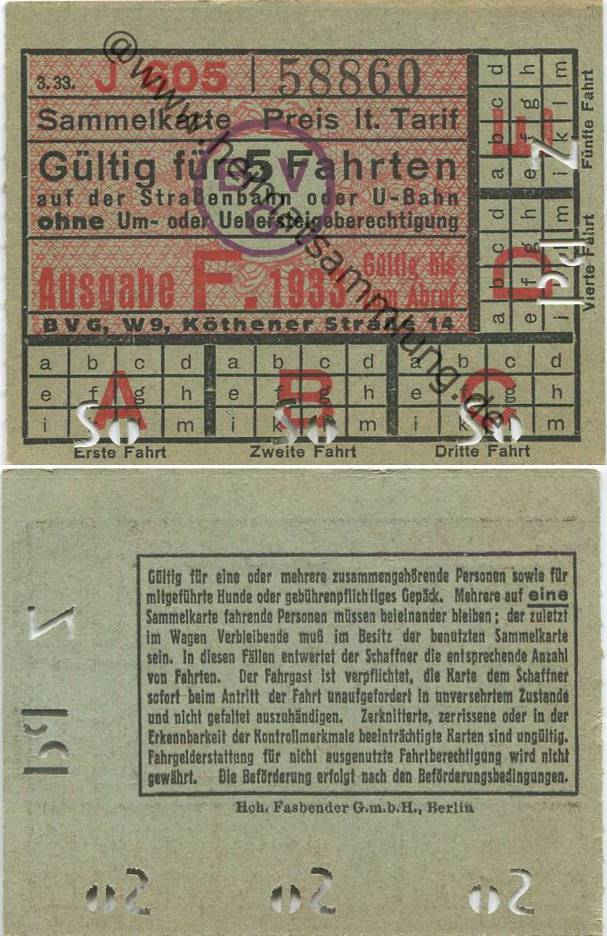 3.33. J 605 58860
Sammelkarte Preis lt. Tarif
Gültig für 5 Fahrten
auf der Straßenbahn oder U-Bahn
ohne Um- oder Uebersteigeberechtigung
Ausgabe F. 1933 Gültig bis
zum Abruf
BVG, W9, Köthener Straße 14
a b c d a b c d a b c d
e f g h e f g h e f g h
A B C
i k l m i k l m i k l m
Erste Fahrt Zweite Fahrt Dritte Fahrt
a b c d
e f g h
D
i k l m
Vierte Fahrt
a b c d
e f g h
E
i k l m
Fünfte Fahrt
@www.heimatsammlung.de
Gültig für eine oder mehrere zusammengehörende Personen sowie für
mitgeführte Hunde oder gebührenpflichtiges Gepäck. Mehrere auf eine
Sammelkarte fahrende Personen müssen beieinander bleiben; der zuletzt
im Wagen Verbleibende muß im Besitz der benutzten Sammelkarte
sein. In diesen Fällen entwertet der Schaffner die entsprechende Anzahl
von Fahrten. Der Fahrgast ist verpflichtet, die Karte dem Schaffner
sofort beim Antritt der Fahrt unaufgefordert in unversehrtem Zustande
und nicht gefaltet auszuhändigen. Zerknitterte, zerrissene oder in der
Erkennbarkeit der Kontrollmerkmale beeinträchtigte Karten sind ungültig.
Fahrgelderstattung für nicht ausgenutzte Fahrtberechtigung wird nicht
gewährt. Die Beförderung erfolgt nach den Beförderungsbedingungen.
Hch. Fasbender G.m.b.H., Berlin